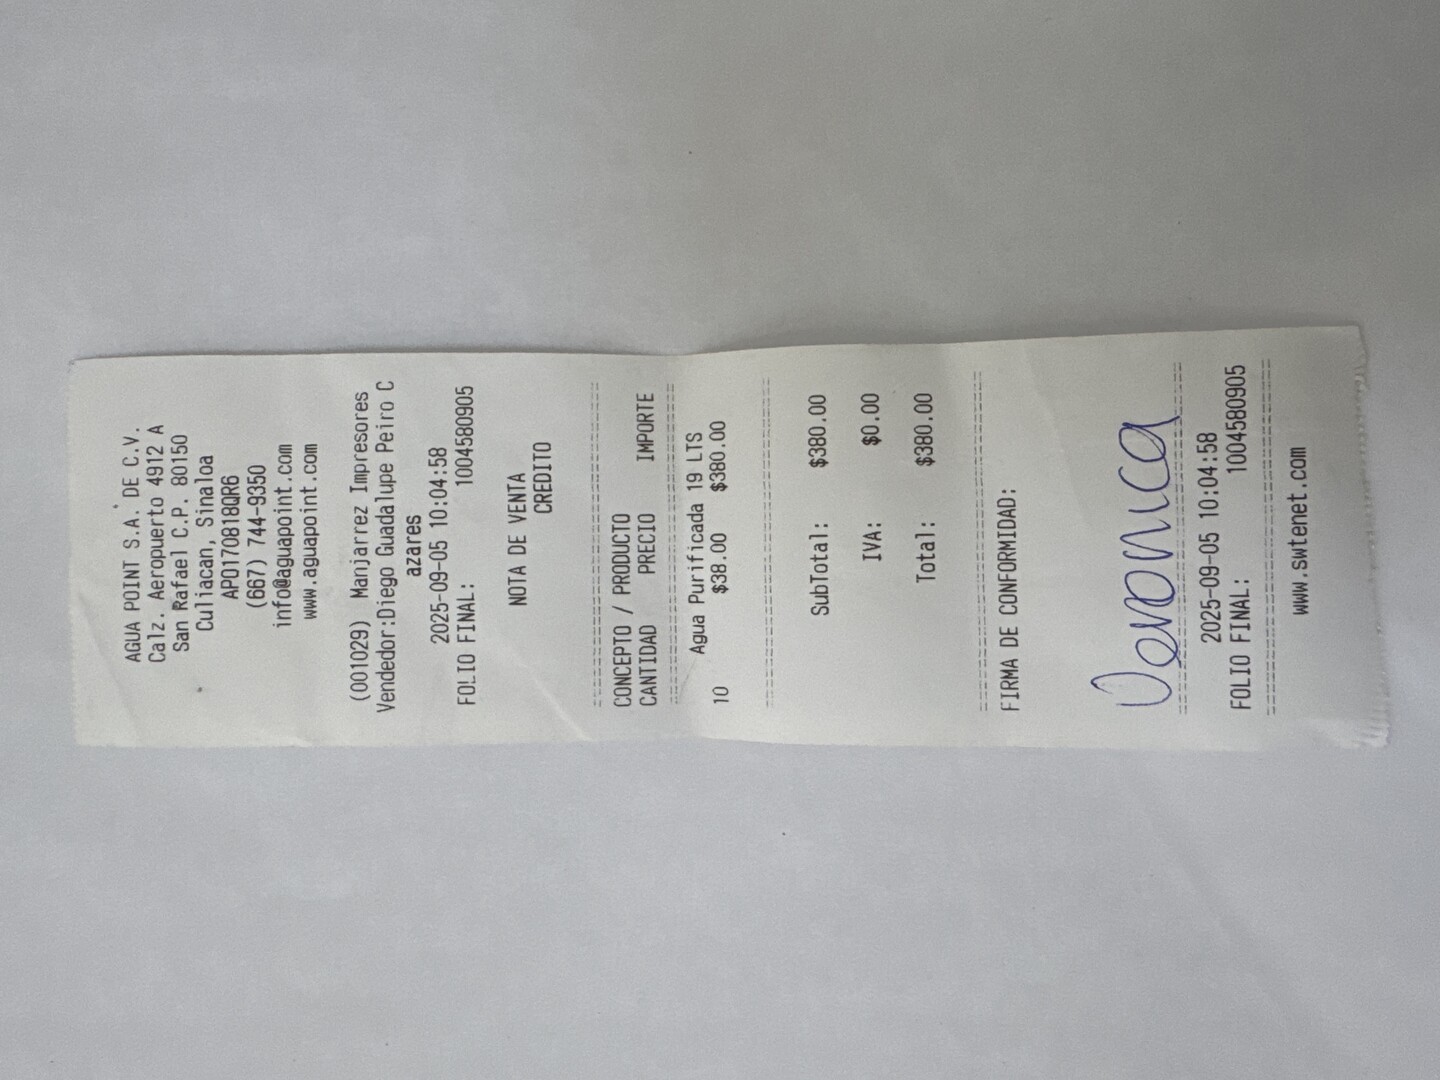 AGUA POINT S.A. DE C.V.
Calz. Aeropuerto 4912 A
San Rafael C.P. 80150
Culiacan, Sinaloa
APO170818QR6
(667) 744-9350
info@aguapoint.com
www.aguapoint.com
(001029) Manjarrez Impresores
Vendedor:Diego Guadalupe Peiro C
azares
2025-09-05 10:04:58
FOLIO FINAL: 1004580905
NOTA DE VENTA
CREDITO
CONCEPTO / PRODUCTO
CANTIDAD PRECIO IMPORTE
Agua Purificada 19 LTS
10 $38.00 $380.00
SubTotal: $380.00
IVA: $0.00
Total: $380.00
FIRMA DE CONFORMIDAD:
Veronica
2025-09-05 10:04:58
FOLIO FINAL: 1004580905
www.swtenet.com